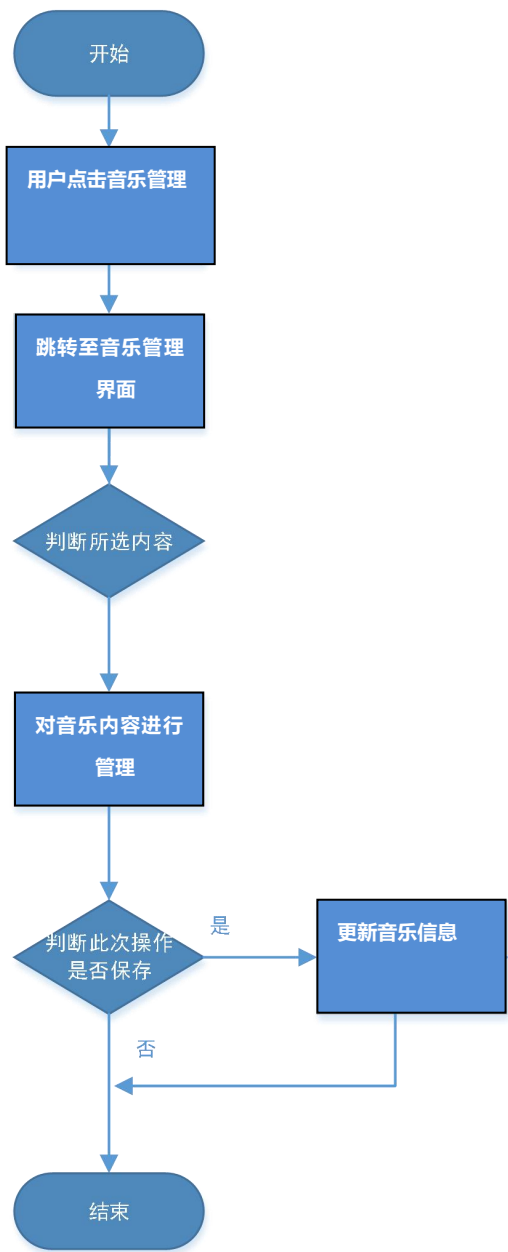 开始
用户点击音乐管理
跳转至音乐管理
界面
判断所选内容
对音乐内容进行
管理
判断此次操作
是否保存
是
更新音乐信息
否
结束